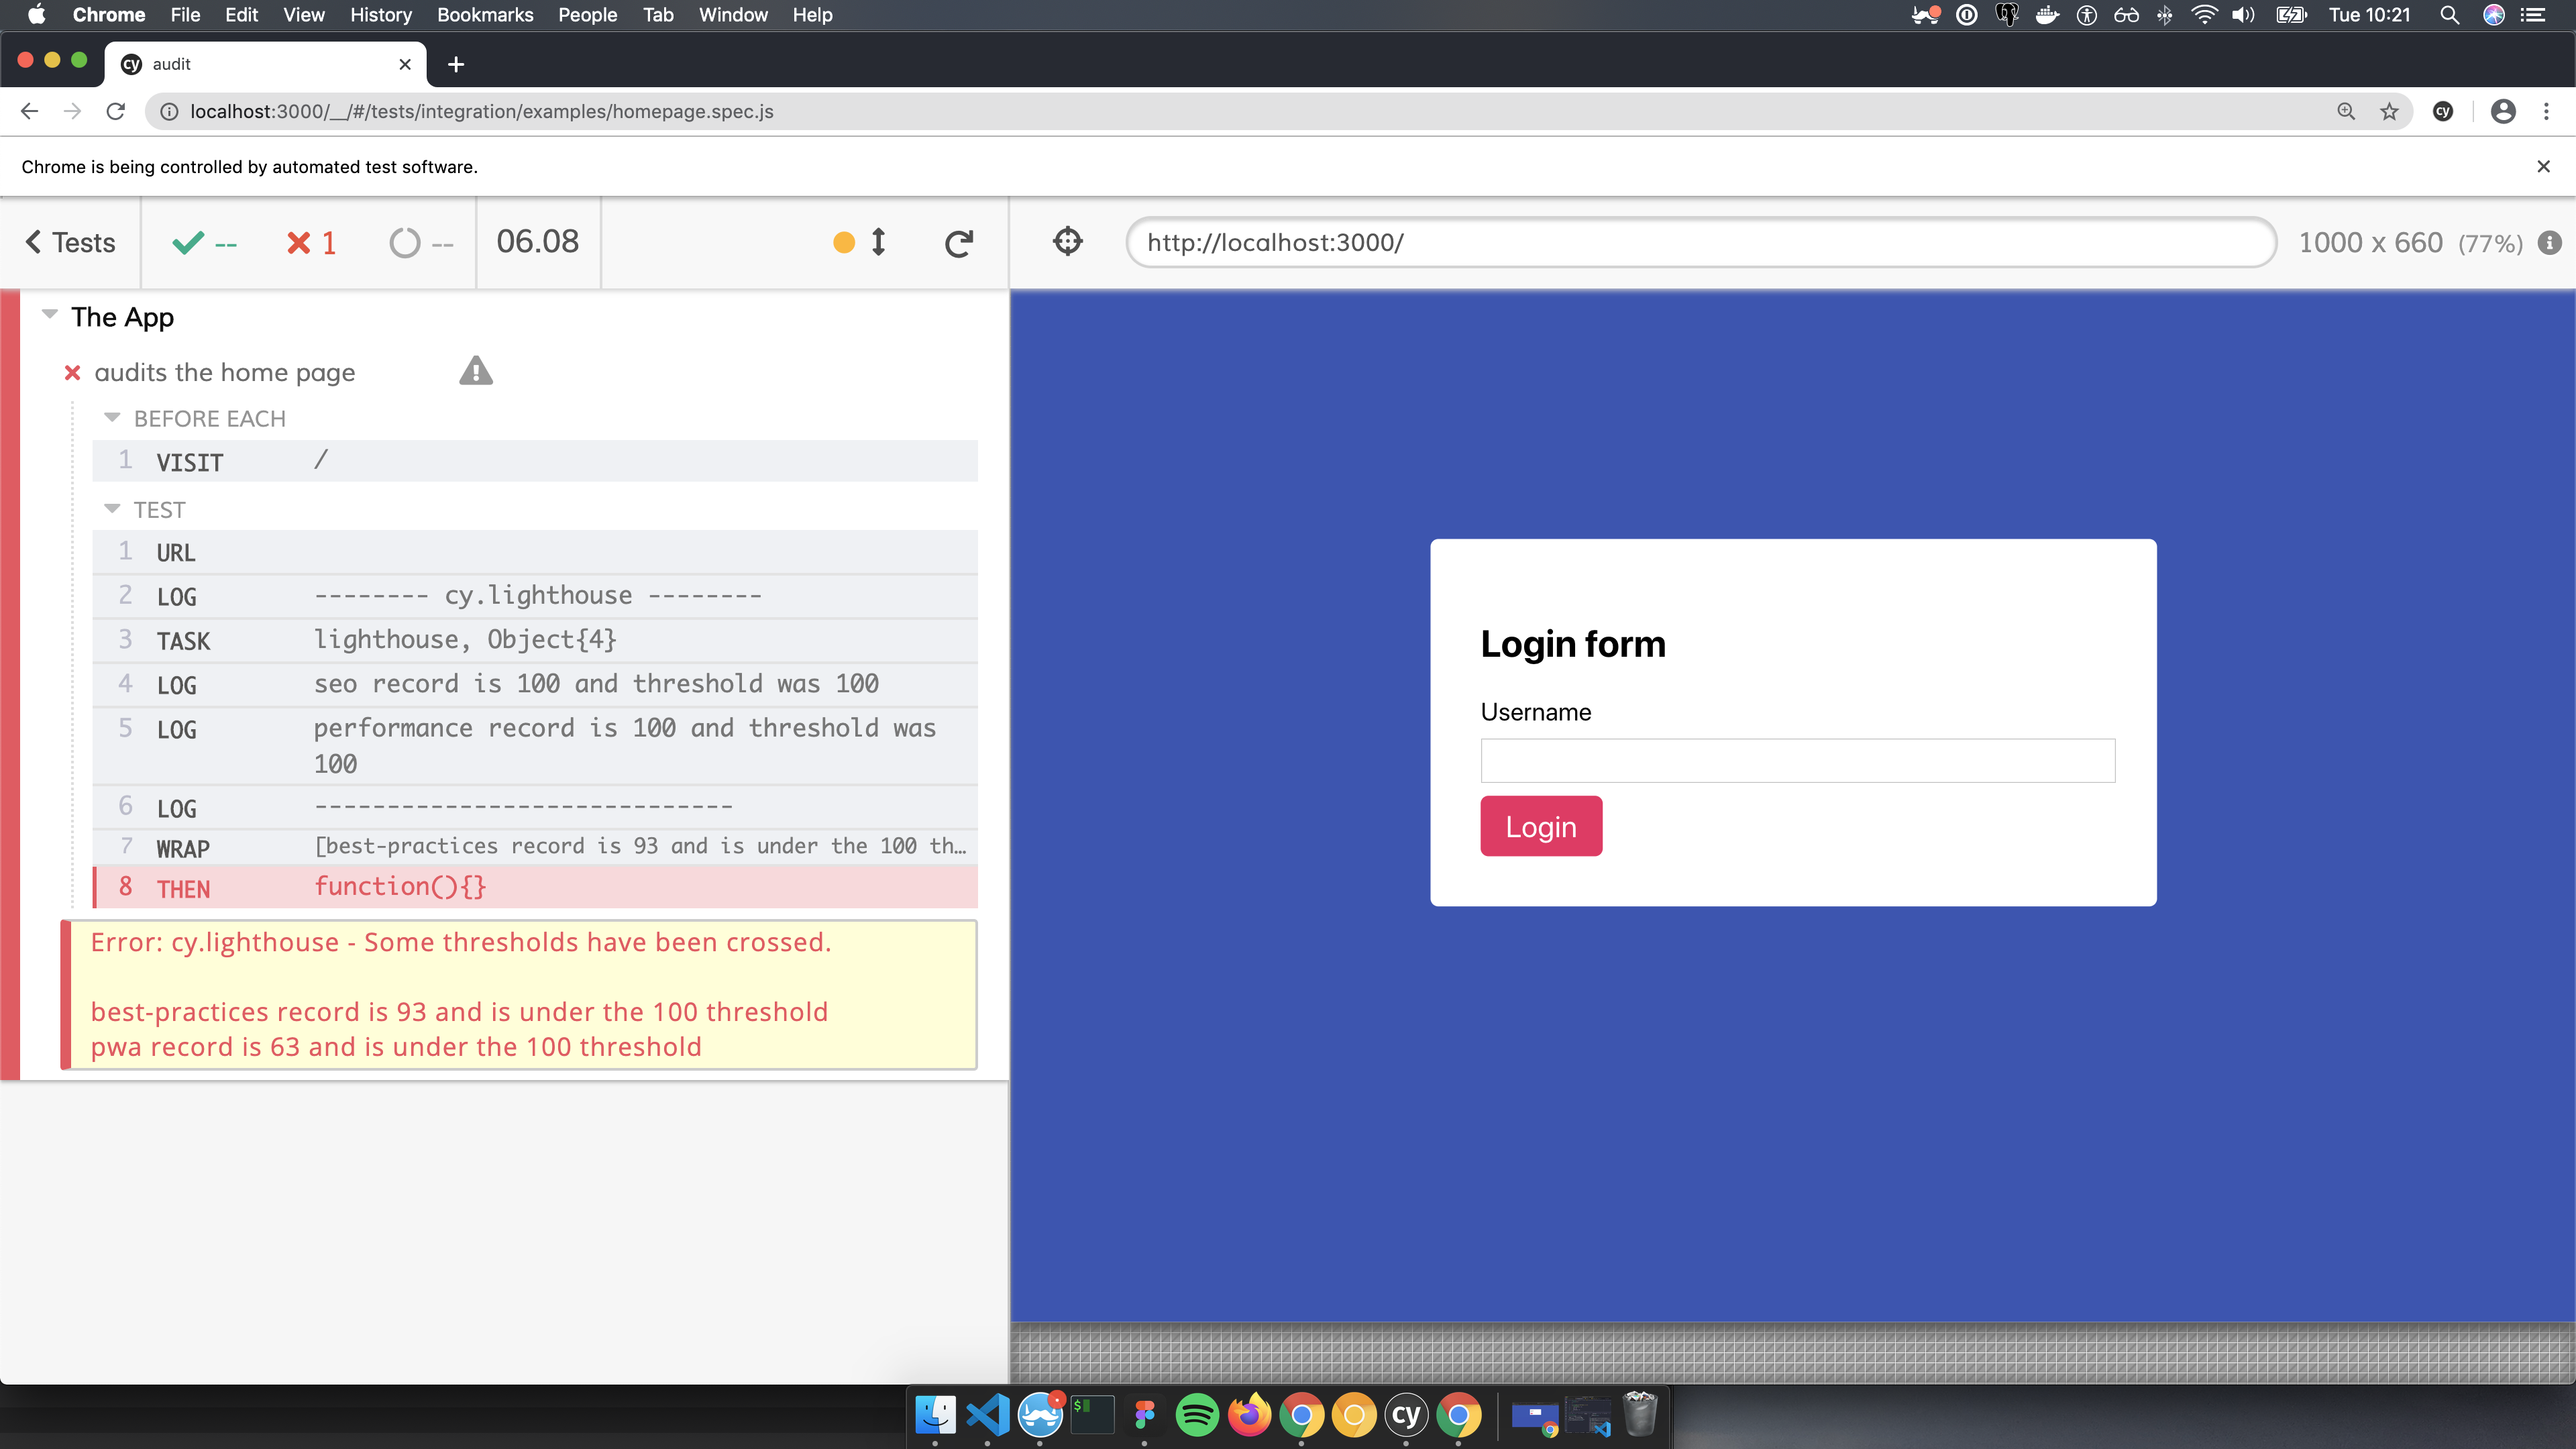 Chrome File Edit View History Bookmarks People Tab Window Help Tue 10:21
cy audit
localhost:3000/__/#/tests/integration/examples/homepage.spec.js cy
Chrome is being controlled by automated test software.
Tests -- 1 -- 06.08 http://localhost:3000/ 1000 x 660 (77%)
The App
audits the home page
BEFORE EACH
1 VISIT /
TEST
1 URL
2 LOG -------- cy.lighthouse --------
3 TASK lighthouse, Object{4}
4 LOG seo record is 100 and threshold was 100
5 LOG performance record is 100 and threshold was
100
6 LOG -----------------------------
7 WRAP [best-practices record is 93 and is under the 100 th…
8 THEN function(){}
Error: cy.lighthouse - Some thresholds have been crossed.
best-practices record is 93 and is under the 100 threshold
pwa record is 63 and is under the 100 threshold
Login form
Username
Login
$
cy